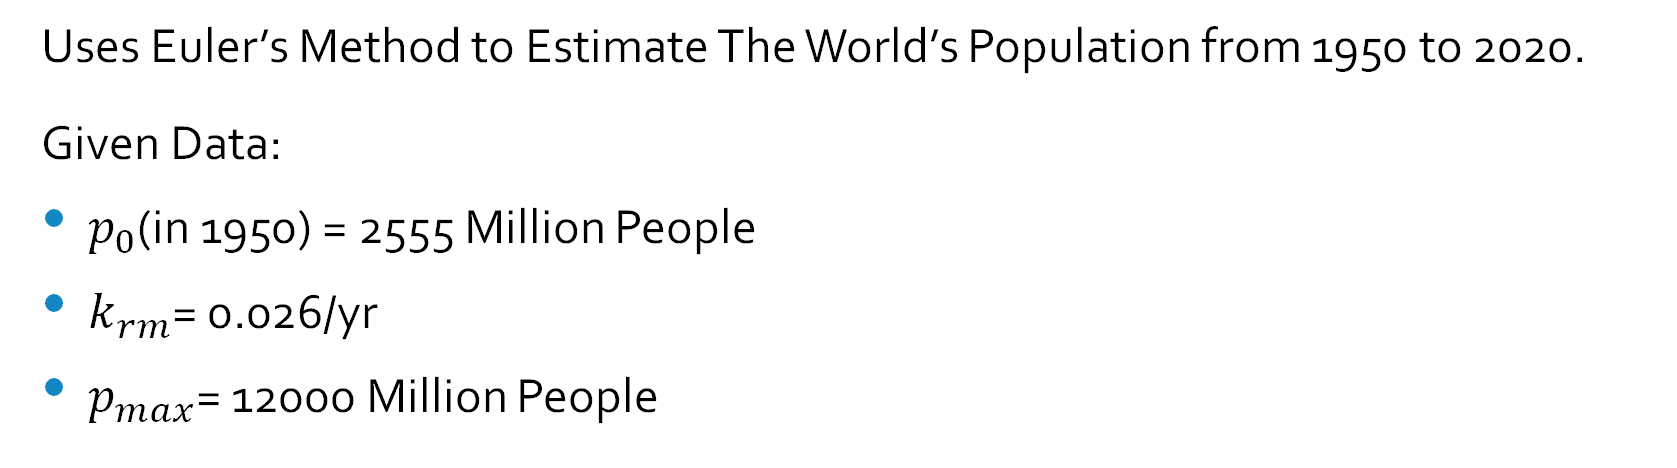 Uses Euler’s Method to Estimate The World’s Population from 1950 to 2020.
Given Data:
• p₀(in 1950) = 2555 Million People
• kᵣₘ= 0.026/yr
• pₘₐₓ= 12000 Million People